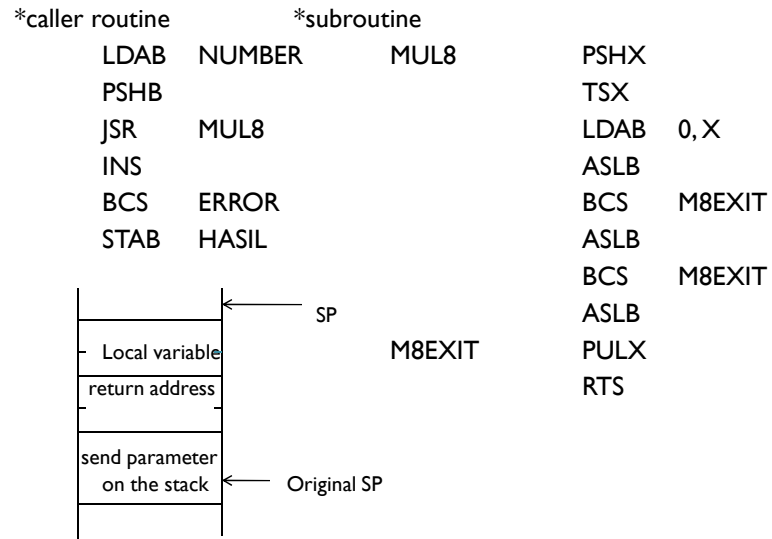 *caller routine
LDAB NUMBER
PSHB
JSR MUL8
INS
BCS ERROR
STAB HASIL
*subroutine
MUL8 PSHX
TSX
LDAB 0, X
ASLB
BCS M8EXIT
ASLB
BCS M8EXIT
ASLB
M8EXIT PULX
RTS
SP
Local variable
return address
send parameter
on the stack
Original SP